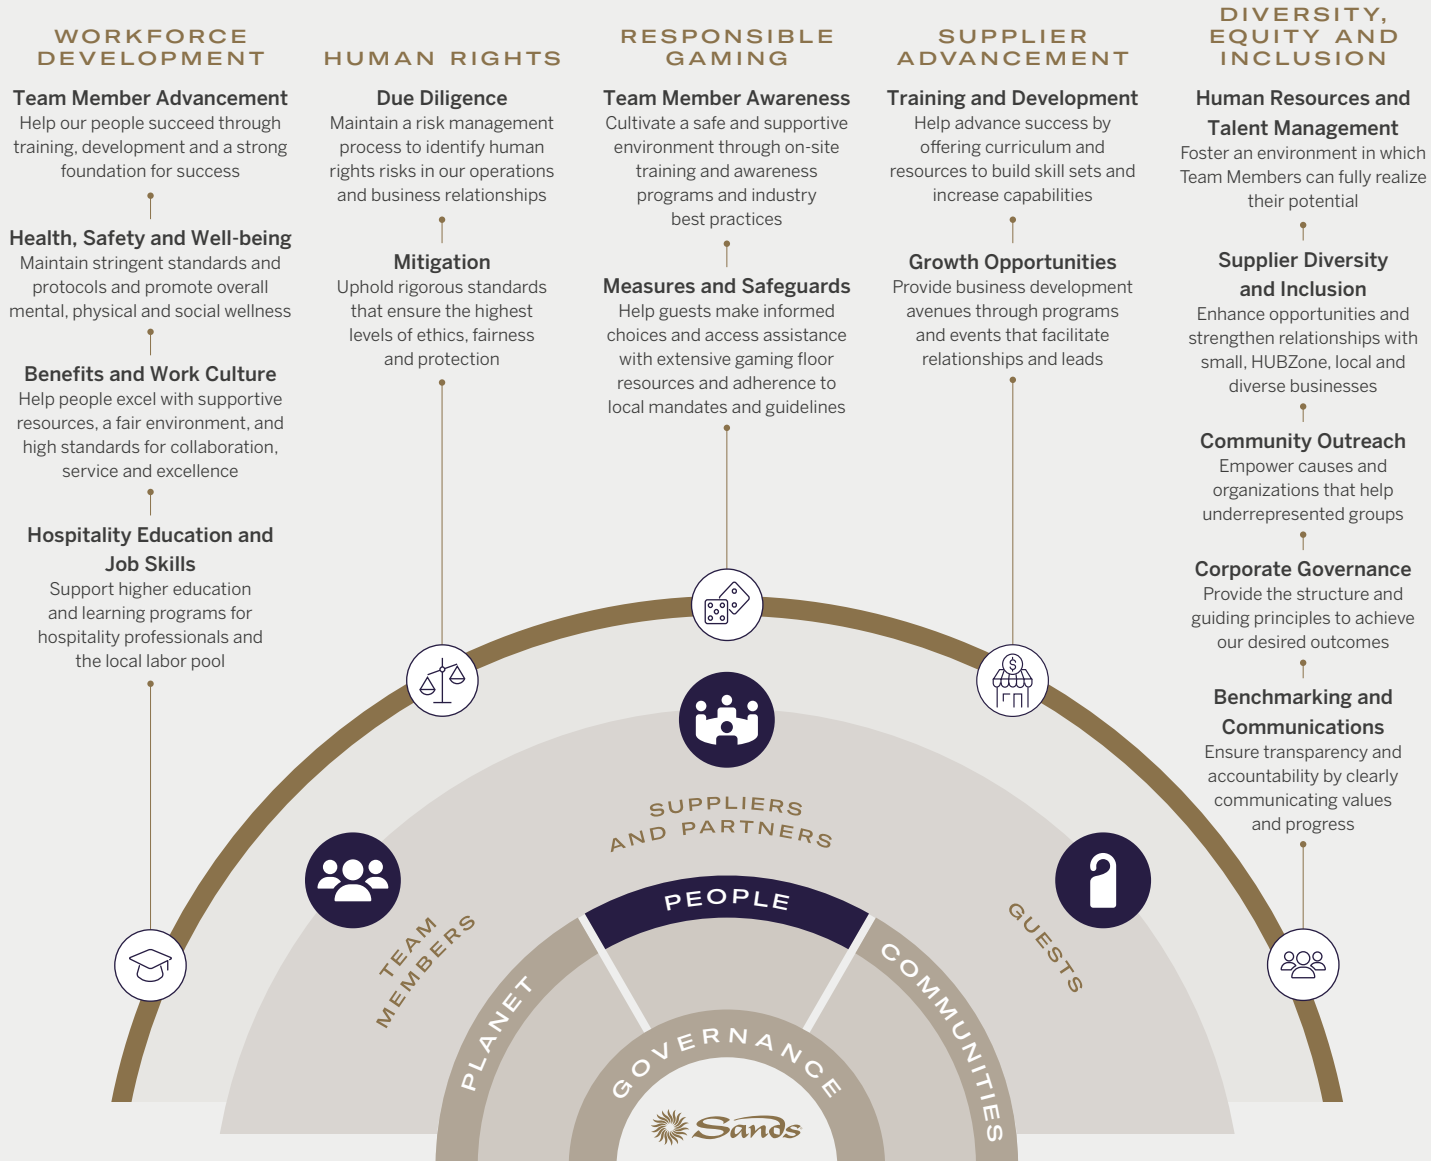 WORKFORCE
DEVELOPMENT
Team Member Advancement
Help our people succeed through
training, development and a strong
foundation for success
Health, Safety and Well-being
Maintain stringent standards and
protocols and promote overall
mental, physical and social wellness
Benefits and Work Culture
Help people excel with supportive
resources, a fair environment, and
high standards for collaboration,
service and excellence
Hospitality Education and
Job Skills
Support higher education
and learning programs for
hospitality professionals and
the local labor pool
HUMAN RIGHTS
Due Diligence
Maintain a risk management
process to identify human
rights risks in our operations
and business relationships
Mitigation
Uphold rigorous standards
that ensure the highest
levels of ethics, fairness
and protection
RESPONSIBLE
GAMING
Team Member Awareness
Cultivate a safe and supportive
environment through on-site
training and awareness
programs and industry
best practices
Measures and Safeguards
Help guests make informed
choices and access assistance
with extensive gaming floor
resources and adherence to
local mandates and guidelines
SUPPLIER
ADVANCEMENT
Training and Development
Help advance success by
offering curriculum and
resources to build skill sets and
increase capabilities
Growth Opportunities
Provide business development
avenues through programs
and events that facilitate
relationships and leads
DIVERSITY,
EQUITY AND
INCLUSION
Human Resources and
Talent Management
Foster an environment in which
Team Members can fully realize
their potential
Supplier Diversity
and Inclusion
Enhance opportunities and
strengthen relationships with
small, HUBZone, local and
diverse businesses
Community Outreach
Empower causes and
organizations that help
underrepresented groups
Corporate Governance
Provide the structure and
guiding principles to achieve
our desired outcomes
Benchmarking and
Communications
Ensure transparency and
accountability by clearly
communicating values
and progress
$
SUPPLIERS
AND PARTNERS
TEAM
MEMBERS
GUESTS
PEOPLE
PLANET
COMMUNITIES
GOVERNANCE
Sands